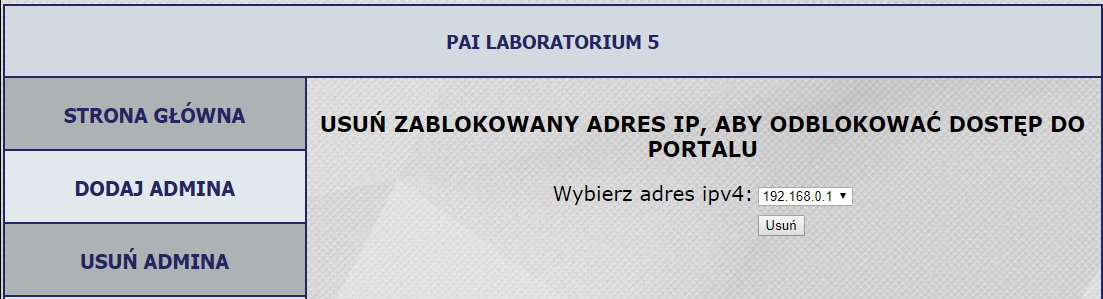 PAI LABORATORIUM 5
STRONA GŁÓWNA
DODAJ ADMINA
USUŃ ADMINA
USUŃ ZABLOKOWANY ADRES IP, ABY ODBLOKOWAĆ DOSTĘP DO
PORTALU
Wybierz adres ipv4: 192.168.0.1
Usuń